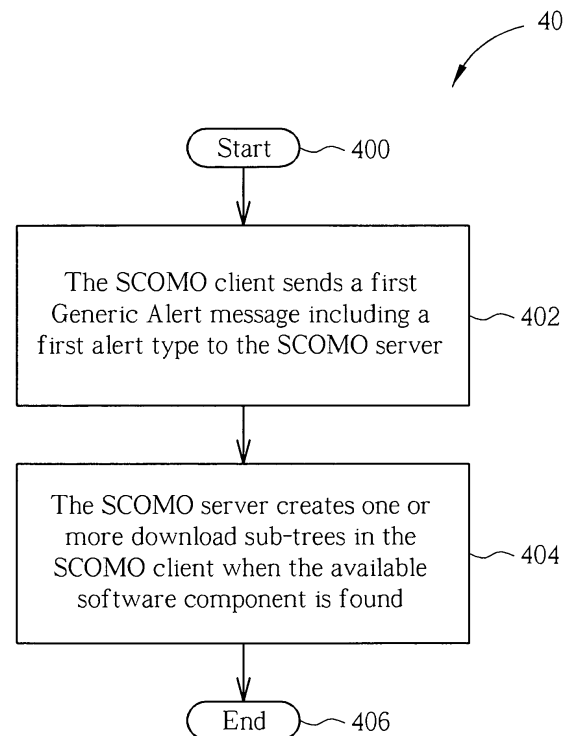 40
Start
400
The SCOMO client sends a first
Generic Alert message including a
first alert type to the SCOMO server
402
The SCOMO server creates one or
more download sub-trees in the
SCOMO client when the available
software component is found
404
End
406